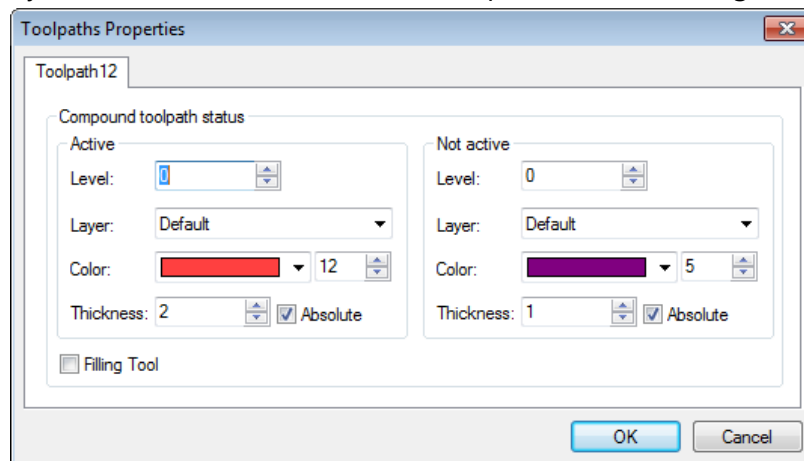 Toolpaths Properties
Toolpath12
Compound toolpath status
Active
Level: 0
Layer: Default
Color: 12
Thickness: 2 Absolute
Not active
Level: 0
Layer: Default
Color: 5
Thickness: 1 Absolute
Filling Tool
OK Cancel